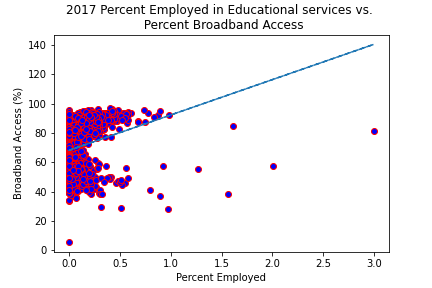 2017 Percent Employed in Educational services vs.
Percent Broadband Access
140
120
100
80
60
40
20
0
Broadband Access (%)
0.0 0.5 1.0 1.5 2.0 2.5 3.0
Percent Employed